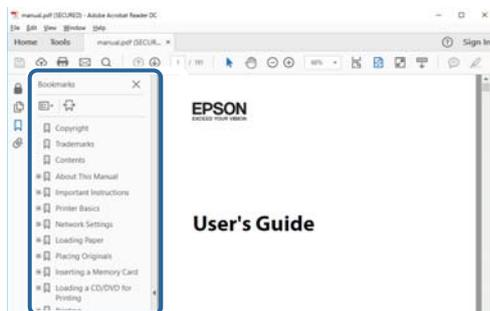 manual.pdf (SECURED) - Adobe Acrobat Reader DC
File Edit View Window Help
Home Tools manual.pdf (SECUR... × Sign In
1 / 191
Bookmarks
EPSON
EXCEED YOUR VISION
Copyright
Trademarks
Contents
About This Manual
Important Instructions
Printer Basics
Network Settings
User's Guide
Loading Paper
Placing Originals
Inserting a Memory Card
Loading a CD/DVD for
Printing